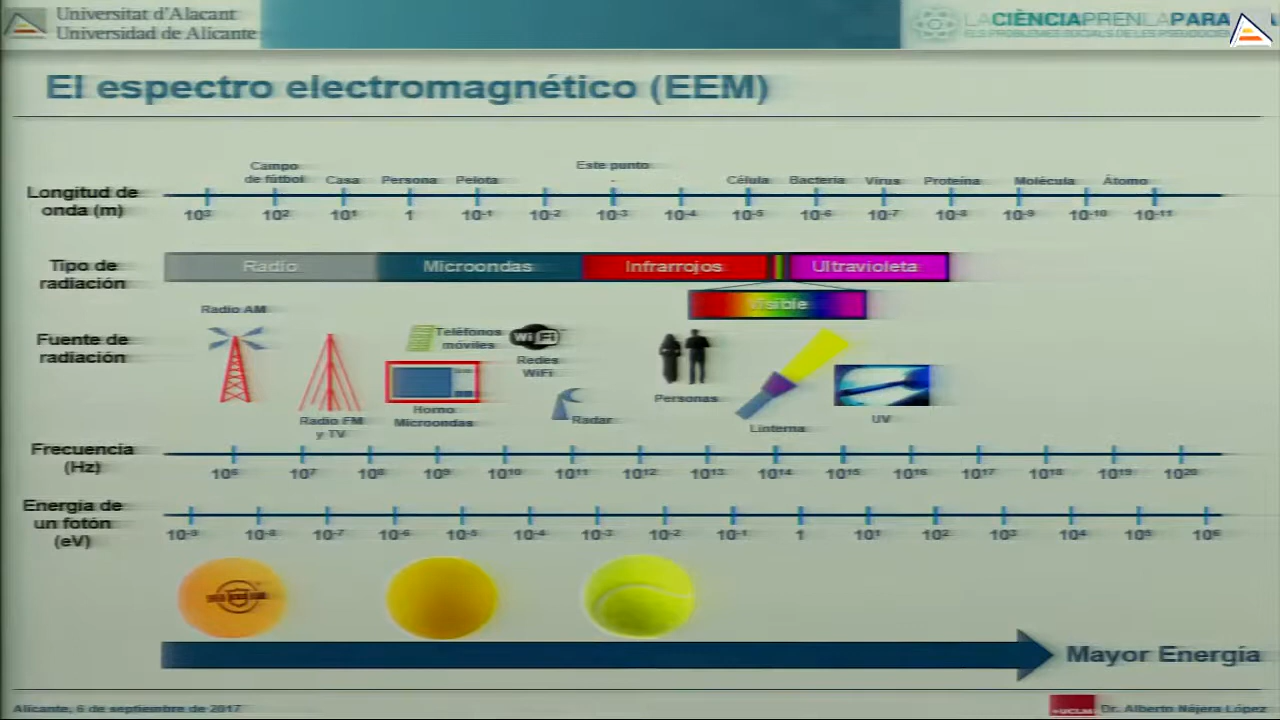 Universitat d'Alacant
Universidad de Alicante
LACIÈNCIAPRENLAPARA
El espectro electromagnético (EEM)
Longitud de
onda (m)
Campo
de fútbol
Casa
Persona
Pelota
Este punto
Célula
Bacteria
Virus
Proteína
Molécula
Átomo
10³ 10² 10¹ 1 10⁻¹ 10⁻² 10⁻³ 10⁻⁴ 10⁻⁵ 10⁻⁶ 10⁻⁷ 10⁻⁸ 10⁻⁹ 10⁻¹⁰ 10⁻¹¹
Tipo de
radiación
Radio
Microondas
Infrarrojos
Ultravioleta
Visible
Fuente de
radiación
Radio AM
Radio FM
y TV
Teléfonos
móviles
Horno
Microondas
WiFi
Redes
WiFi
Radar
Personas
Linterna
UV
Frecuencia
(Hz)
10⁶ 10⁷ 10⁸ 10⁹ 10¹⁰ 10¹¹ 10¹² 10¹³ 10¹⁴ 10¹⁵ 10¹⁶ 10¹⁷ 10¹⁸ 10¹⁹ 10²⁰
Energía de
un fotón
(eV)
10⁻⁹ 10⁻⁸ 10⁻⁷ 10⁻⁶ 10⁻⁵ 10⁻⁴ 10⁻³ 10⁻² 10⁻¹ 1 10¹ 10² 10³ 10⁴ 10⁵ 10⁶
Mayor Energía
Alicante, 6 de septiembre de 2017
UCLM
Dr. Alberto Nájera López